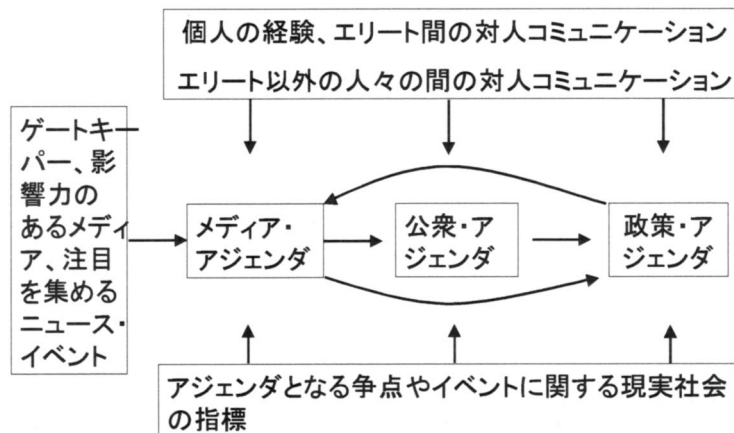 個人の経験、エリート間の対人コミュニケーション
エリート以外の人々の間の対人コミュニケーション
ゲートキー
パー、影
響力の
あるメディ
ア、注目
を集める
ニュース・
イベント
メディア・
アジェンダ
公衆・ア
ジェンダ
政策・ア
ジェンダ
アジェンダとなる争点やイベントに関する現実社会
の指標